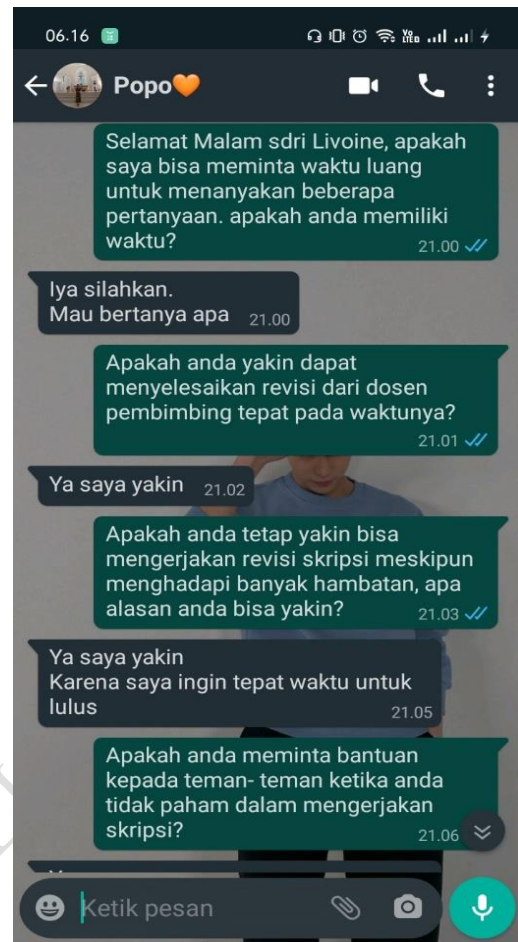 06.16
Popo
Selamat Malam sdri Livoine, apakah
saya bisa meminta waktu luang
untuk menanyakan beberapa
pertanyaan. apakah anda memiliki
waktu?
21.00
Iya silahkan.
Mau bertanya apa 21.00
Apakah anda yakin dapat
menyelesaikan revisi dari dosen
pembimbing tepat pada waktunya?
21.01
Ya saya yakin 21.02
Apakah anda tetap yakin bisa
mengerjakan revisi skripsi meskipun
menghadapi banyak hambatan, apa
alasan anda bisa yakin? 21.03
Ya saya yakin
Karena saya ingin tepat waktu untuk
lulus 21.05
Apakah anda meminta bantuan
kepada teman- teman ketika anda
tidak paham dalam mengerjakan
skripsi? 21.06
Ketik pesan